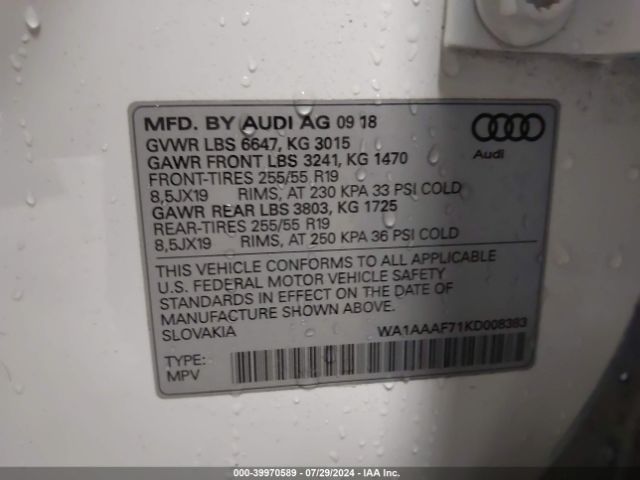 MFD. BY AUDI AG 09 18
GVWR LBS 6647, KG 3015
GAWR FRONT LBS 3241, KG 1470
FRONT-TIRES 255/55 R19
8,5JX19 RIMS, AT 230 KPA 33 PSI COLD
GAWR REAR LBS 3803, KG 1725
REAR-TIRES 255/55 R19
8,5JX19 RIMS, AT 250 KPA 36 PSI COLD
Audi
THIS VEHICLE CONFORMS TO ALL APPLICABLE
U.S. FEDERAL MOTOR VEHICLE SAFETY
STANDARDS IN EFFECT ON THE DATE OF
MANUFACTURE SHOWN ABOVE.
SLOVAKIA
WA1AAAF71KD008383
TYPE:
MPV
000-39970589 - 07/29/2024 - IAA Inc.